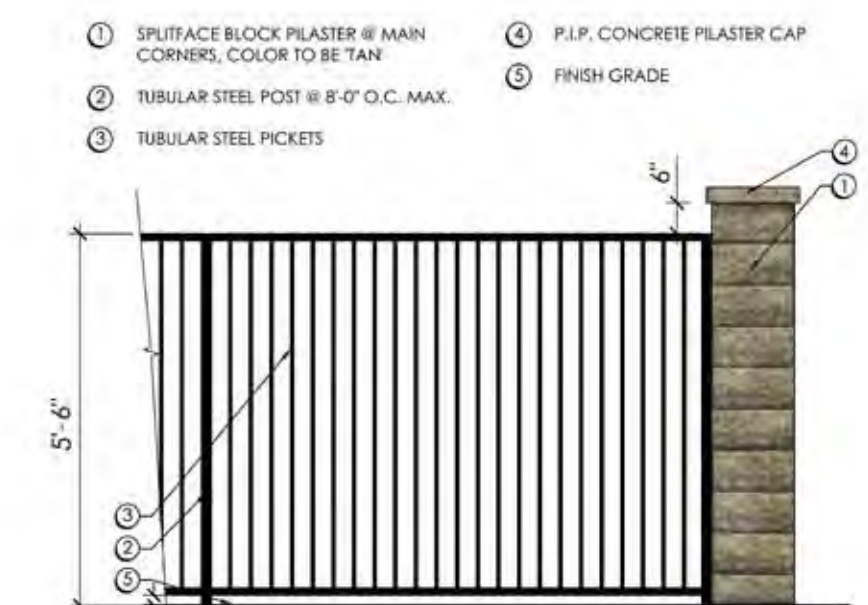 ① SPLITFACE BLOCK PILASTER @ MAIN
CORNERS, COLOR TO BE 'TAN'
② TUBULAR STEEL POST @ 8'-0" O.C. MAX.
③ TUBULAR STEEL PICKETS
④ P.I.P. CONCRETE PILASTER CAP
⑤ FINISH GRADE
6"
④
①
5'-6"
③
②
⑤